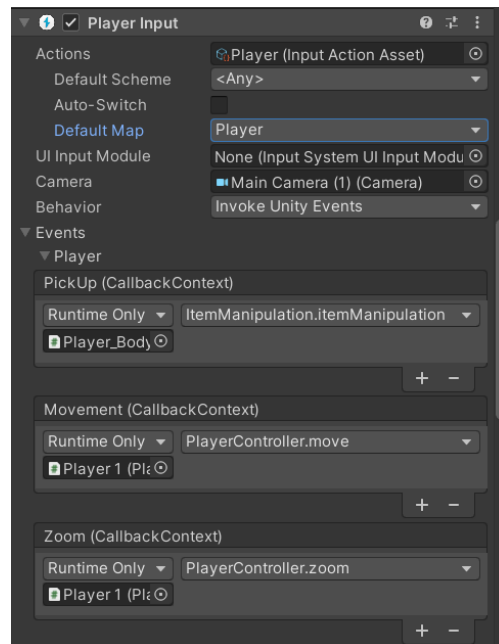 Player Input
Actions Player (Input Action Asset)
Default Scheme <Any>
Auto-Switch
Default Map Player
UI Input Module None (Input System UI Input Modu
Camera Main Camera (1) (Camera)
Behavior Invoke Unity Events
Events
Player
PickUp (CallbackContext)
Runtime Only ItemManipulation.itemManipulation
Player_Body
Movement (CallbackContext)
Runtime Only PlayerController.move
Player 1 (Pla
Zoom (CallbackContext)
Runtime Only PlayerController.zoom
Player 1 (Pla